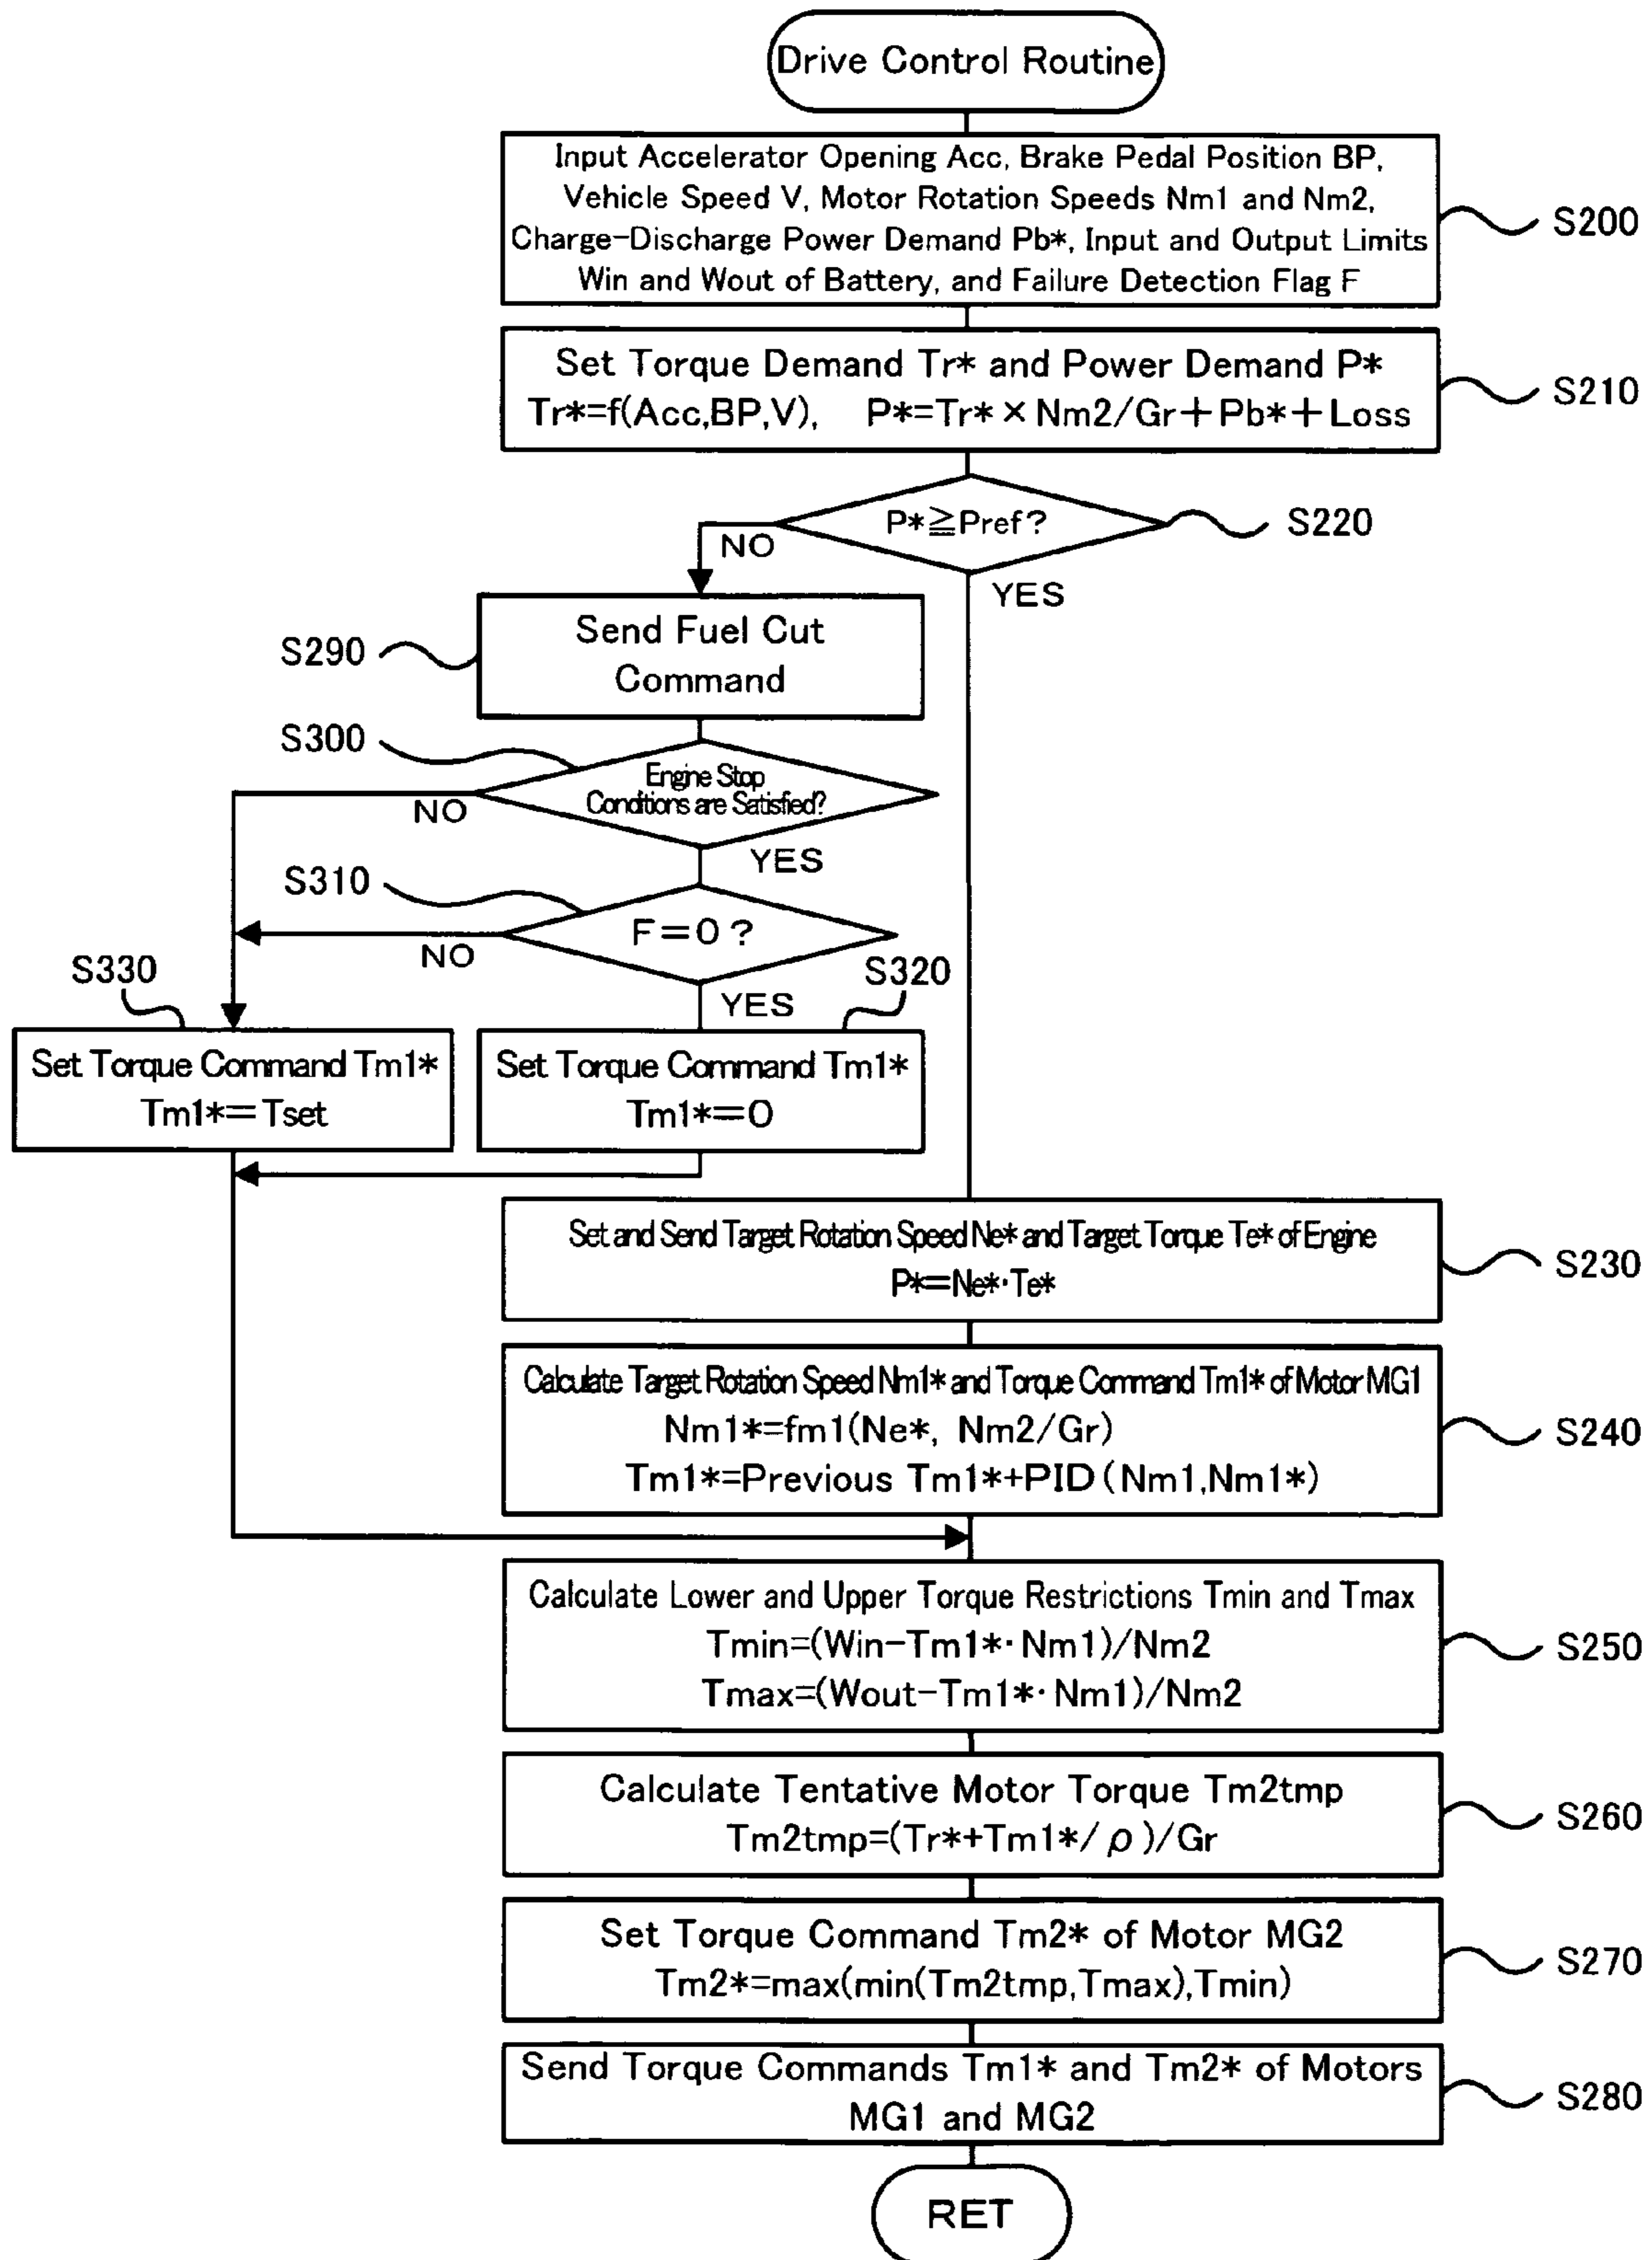 Drive Control Routine
Input Accelerator Opening Acc, Brake Pedal Position BP,
Vehicle Speed V, Motor Rotation Speeds Nm1 and Nm2,
Charge-Discharge Power Demand Pb*, Input and Output Limits
Win and Wout of Battery, and Failure Detection Flag F
S200
Set Torque Demand Tr* and Power Demand P*
Tr*=f(Acc,BP,V), P*=Tr*×Nm2/Gr+Pb*+Loss
S210
P*≧Pref?
S220
NO
YES
Send Fuel Cut
Command
S290
S300
Engine Stop
Conditions are Satisfied?
NO
YES
S310
F=0?
NO
YES
S330
S320
Set Torque Command Tm1*
Tm1*=Tset
Set Torque Command Tm1*
Tm1*=0
Set and Send Target Rotation Speed Ne* and Target Torque Te* of Engine
P*=Ne*·Te*
S230
Calculate Target Rotation Speed Nm1* and Torque Command Tm1* of Motor MG1
Nm1*=fm1(Ne*, Nm2/Gr)
Tm1*=Previous Tm1*+PID(Nm1,Nm1*)
S240
Calculate Lower and Upper Torque Restrictions Tmin and Tmax
Tmin=(Win-Tm1*·Nm1)/Nm2
Tmax=(Wout-Tm1*·Nm1)/Nm2
S250
Calculate Tentative Motor Torque Tm2tmp
Tm2tmp=(Tr*+Tm1*/ρ)/Gr
S260
Set Torque Command Tm2* of Motor MG2
Tm2*=max(min(Tm2tmp,Tmax),Tmin)
S270
Send Torque Commands Tm1* and Tm2* of Motors
MG1 and MG2
S280
RET